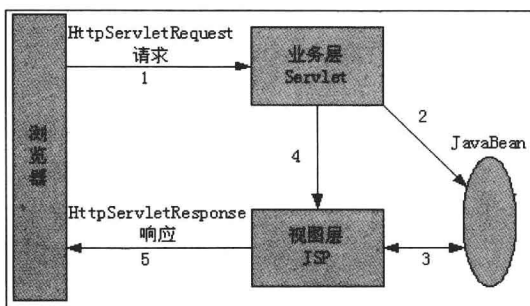 HttpServletRequest
请求
1
业务层
Servlet
2
JavaBean
浏
览
器
4
HttpServletResponse
响应
5
视图层
JSP
3